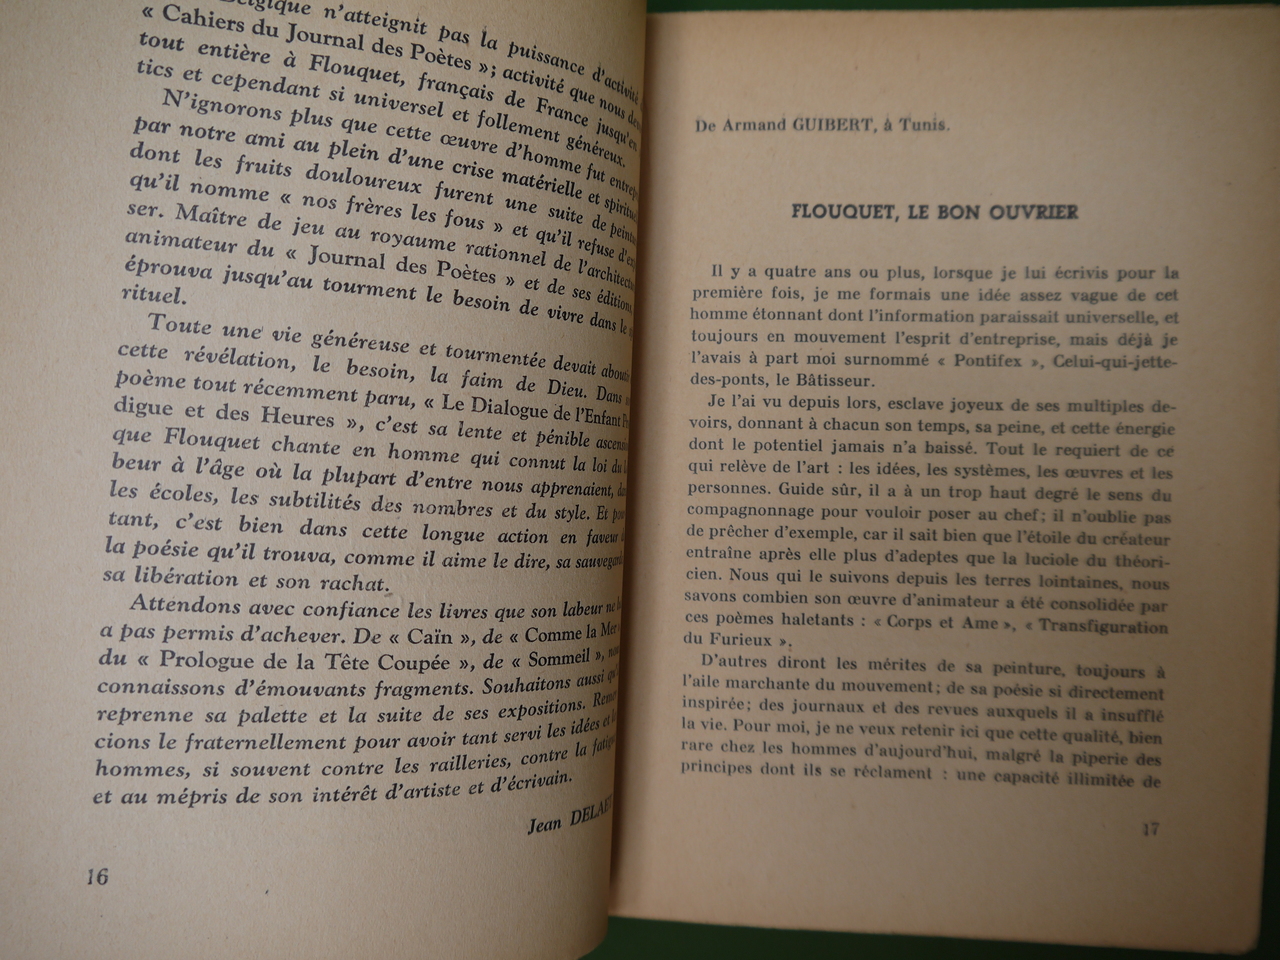 Belgique n'atteignit pas la puissance d'activité
« Cahiers du Journal des Poètes »; activité que nous
tout entière à Flouquet, français de France jusqu'en
tics et cependant si universel et follement généreux.
N'ignorons plus que cette œuvre d'homme fut
par notre ami au plein d'une crise matérielle et
dont les fruits douloureux furent une suite de
qu'il nomme « nos frères les fous » et qu'il refuse
ser. Maître de jeu au royaume rationnel de
animateur du « Journal des Poètes » et de ses
éprouva jusqu'au tourment le besoin de vivre dans le
rituel.
Toute une vie généreuse et tourmentée devait
cette révélation, le besoin, la faim de Dieu. Dans
poème tout récemment paru, « Le Dialogue de l'Enfant
digue et des Heures », c'est sa lente et pénible
que Flouquet chante en homme qui connut la loi du
beur à l'âge où la plupart d'entre nous apprenaient,
les écoles, les subtilités des nombres et du style. Et
tant, c'est bien dans cette longue action en faveur
la poésie qu'il trouva, comme il aime le dire, sa
sa libération et son rachat.
Attendons avec confiance les livres que son labeur ne
a pas permis d'achever. De « Caïn », de « Comme la Mer
du « Prologue de la Tête Coupée », de « Sommeil »,
connaissons d'émouvants fragments. Souhaitons aussi
reprenne sa palette et la suite de ses expositions.
cions le fraternellement pour avoir tant servi les idées et
hommes, si souvent contre les railleries, contre la
et au mépris de son intérêt d'artiste et d'écrivain.
Jean
16
De Armand GUIBERT, à Tunis.
FLOUQUET, LE BON OUVRIER
Il y a quatre ans ou plus, lorsque je lui écrivis pour la
première fois, je me formais une idée assez vague de cet
homme étonnant dont l'information paraissait universelle, et
toujours en mouvement l'esprit d'entreprise, mais déjà je
l'avais à part moi surnommé « Pontifex », Celui-qui-jette-
des-ponts, le Bâtisseur.
Je l'ai vu depuis lors, esclave joyeux de ses multiples de-
voirs, donnant à chacun son temps, sa peine, et cette énergie
dont le potentiel jamais n'a baissé. Tout le requiert de ce
qui relève de l'art : les idées, les systèmes, les œuvres et les
personnes. Guide sûr, il a à un trop haut degré le sens du
compagnonnage pour vouloir poser au chef; il n'oublie pas
de prêcher d'exemple, car il sait bien que l'étoile du créateur
entraîne après elle plus d'adeptes que la luciole du théori-
cien. Nous qui le suivons depuis les terres lointaines, nous
savons combien son œuvre d'animateur a été consolidée par
ces poèmes haletants : « Corps et Ame », « Transfiguration
du Furieux ».
D'autres diront les mérites de sa peinture, toujours à
l'aile marchante du mouvement; de sa poésie si directement
inspirée; des journaux et des revues auxquels il a insufflé
la vie. Pour moi, je ne veux retenir ici que cette qualité, bien
rare chez les hommes d'aujourd'hui, malgré la piperie des
principes dont ils se réclament : une capacité illimitée de
17